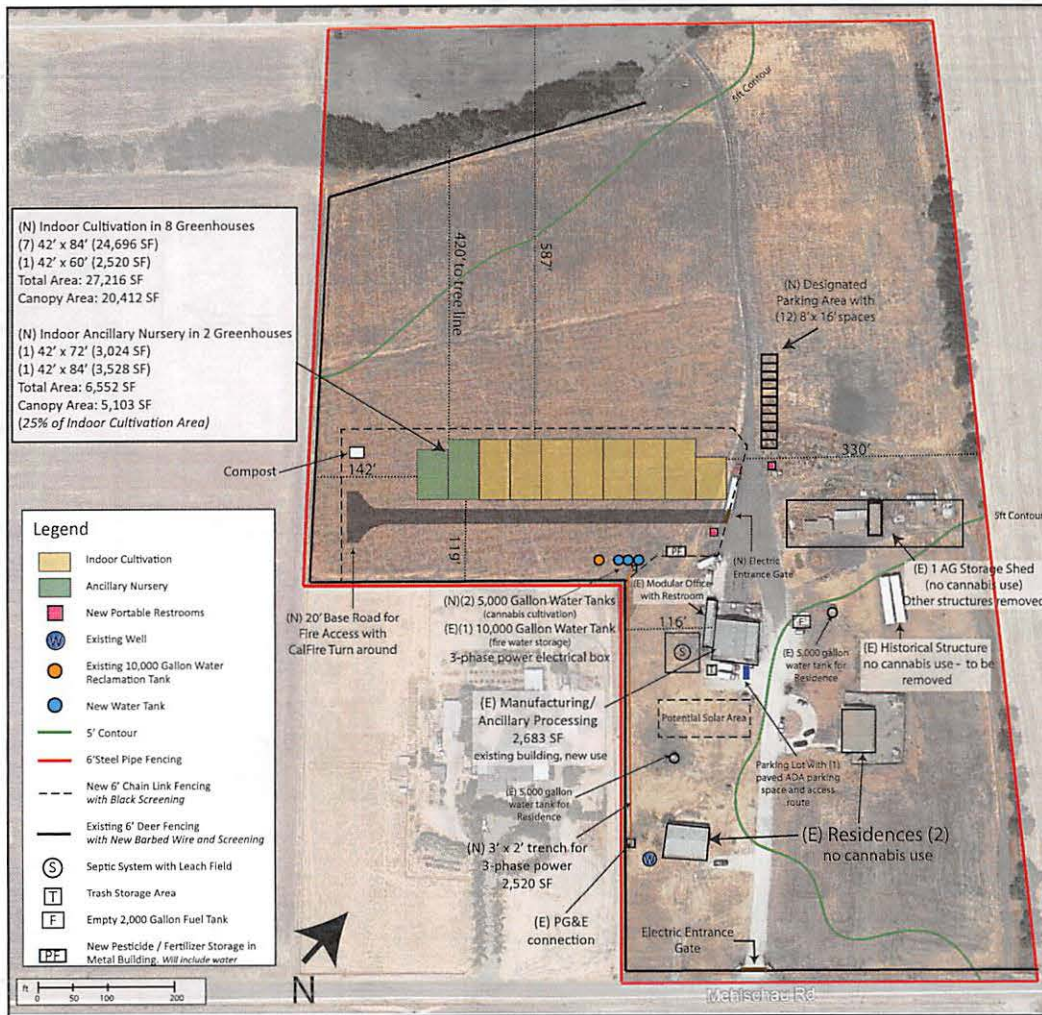 5ft Contour
(N) Indoor Cultivation in 8 Greenhouses
(7) 42' x 84' (24,696 SF)
(1) 42' x 60' (2,520 SF)
Total Area: 27,216 SF
Canopy Area: 20,412 SF
(N) Indoor Ancillary Nursery in 2 Greenhouses
(1) 42' x 72' (3,024 SF)
(1) 42' x 84' (3,528 SF)
Total Area: 6,552 SF
Canopy Area: 5,103 SF
(25% of Indoor Cultivation Area)
420' to tree line
587'
(N) Designated
Parking Area with
(12) 8' x 16' spaces
Compost
142'
330'
119'
5ft Contour
Legend
Indoor Cultivation
Ancillary Nursery
New Portable Restrooms
W
Existing Well
Existing 10,000 Gallon Water
Reclamation Tank
New Water Tank
5' Contour
6'Steel Pipe Fencing
New 6' Chain Link Fencing
with Black Screening
Existing 6' Deer Fencing
with New Barbed Wire and Screening
S
Septic System with Leach Field
T
Trash Storage Area
F
Empty 2,000 Gallon Fuel Tank
PF
New Pesticide / Fertilizer Storage in
Metal Building. Will include water
ft 0 50 100 200
N
(N) 20' Base Road for
Fire Access with
CalFire Turn around
PF
(N) Electric
Entrance Gate
(E) Modular Office
with Restroom
(N)(2) 5,000 Gallon Water Tanks
(cannabis cultivation)
(E)(1) 10,000 Gallon Water Tank
(fire water storage)
3-phase power electrical box
116'
S
T
F
(E) 5,000 gallon
water tank for
Residence
(E) 1 AG Storage Shed
(no cannabis use)
Other structures removed
(E) Historical Structure
no cannabis use - to be
removed
(E) Manufacturing/
Ancillary Processing
2,683 SF
existing building, new use
Potential Solar Area
Parking Lot with (1)
paved ADA parking
space and access
route
(E) 5,000 gallon
water tank for
Residence
(N) 3' x 2' trench for
3-phase power
2,520 SF
W
(E) Residences (2)
no cannabis use
(E) PG&E
connection
Electric Entrance
Gate
Mehlschau Rd